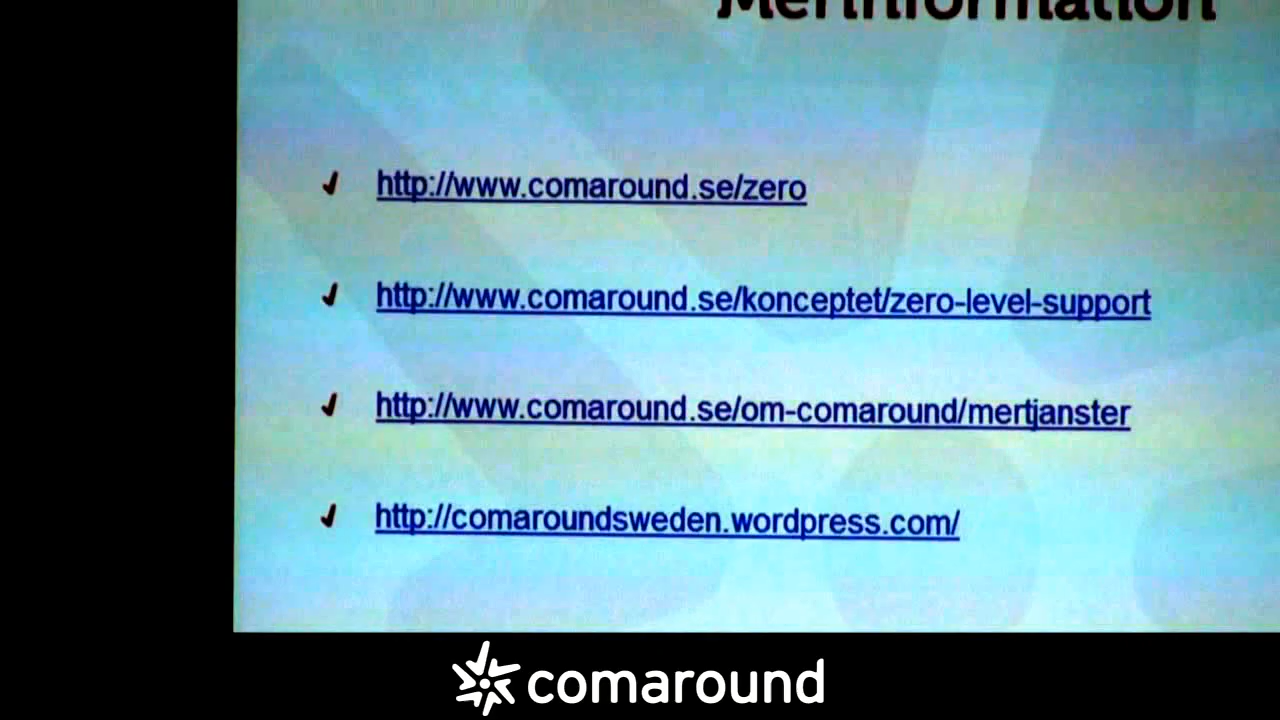 Merinformation
http://www.comaround.se/zero
http://www.comaround.se/konceptet/zero-level-support
http://www.comaround.se/om-comaround/mertjanster
http://comaroundsweden.wordpress.com/
comaround